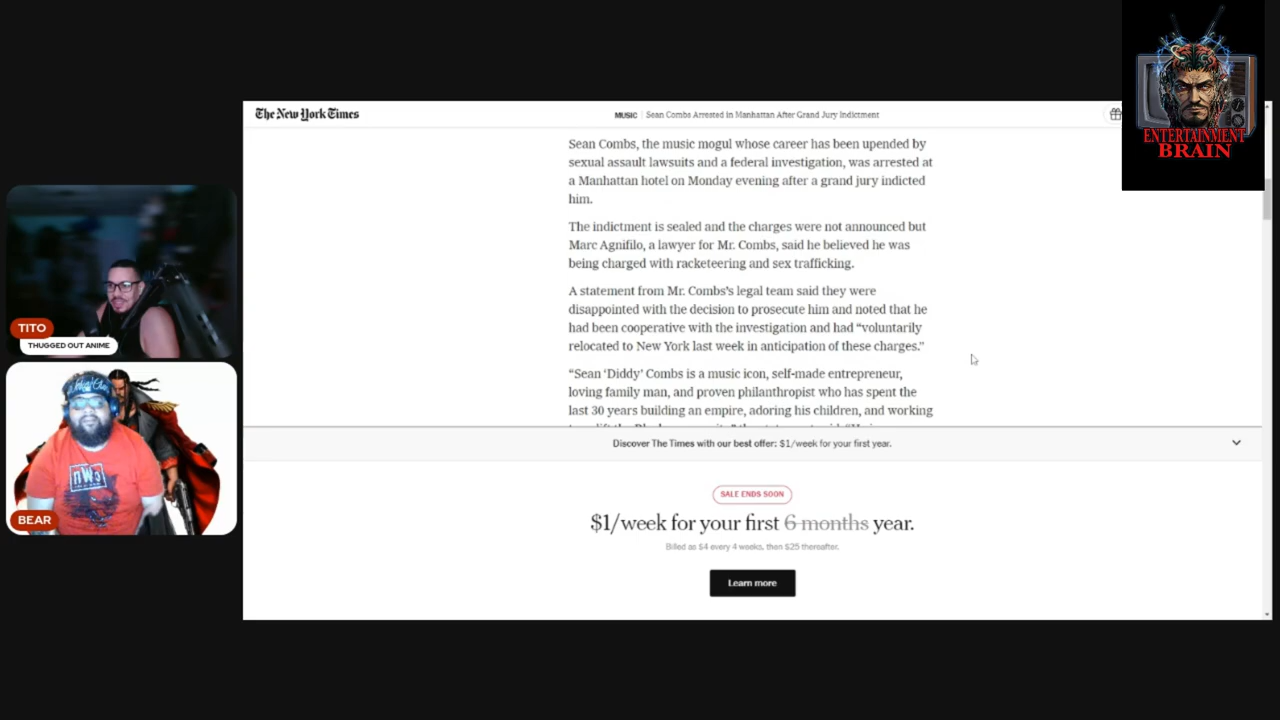 ENTERTAINMENT
BRAIN
The New York Times
MUSIC | Sean Combs Arrested in Manhattan After Grand Jury Indictment
Sean Combs, the music mogul whose career has been upended by
sexual assault lawsuits and a federal investigation, was arrested at
a Manhattan hotel on Monday evening after a grand jury indicted
him.
The indictment is sealed and the charges were not announced but
Marc Agnifilo, a lawyer for Mr. Combs, said he believed he was
being charged with racketeering and sex trafficking.
A statement from Mr. Combs’s legal team said they were
disappointed with the decision to prosecute him and noted that he
had been cooperative with the investigation and had “voluntarily
relocated to New York last week in anticipation of these charges.”
“Sean ‘Diddy’ Combs is a music icon, self-made entrepreneur,
loving family man, and proven philanthropist who has spent the
last 30 years building an empire, adoring his children, and working
Discover The Times with our best offer: $1/week for your first year.
SALE ENDS SOON
$1/week for your first 6 months year.
Billed as $4 every 4 weeks, then $25 thereafter.
Learn more
TITO
THUGGED OUT ANIME
nWo
BEAR